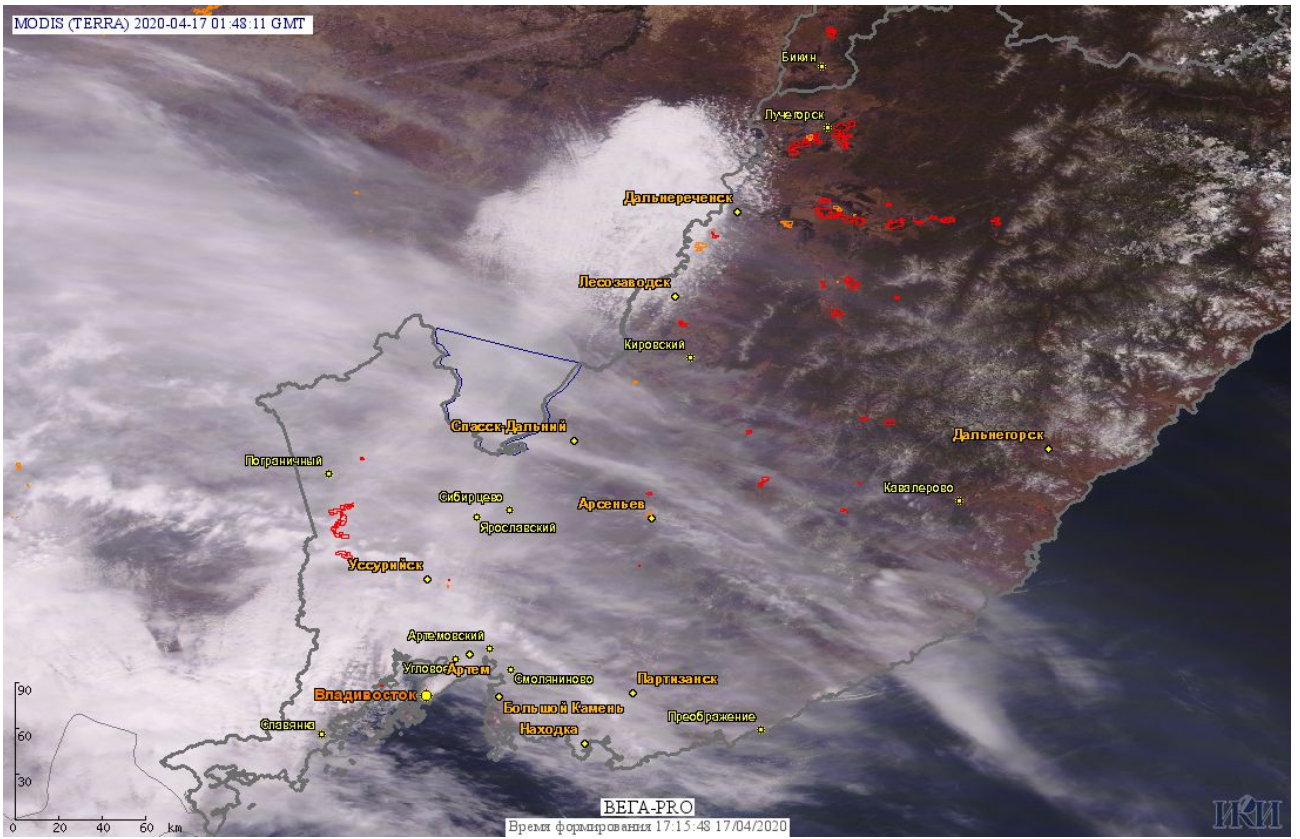 MODIS (TERRA) 2020-04-17 01:48:11 GMT
Бикин
Лучегорск
Дальнереченск
Лесозаводск
Кировский
Спасск-Дальний
Дальнегорск
Пограничный
Кавалерово
Сибирцево
Арсеньев
Ярославский
Уссурийск
Артемовский
Угловое
Артем
Смоляниново
Партизанск
Владивосток
Большой Камень
Преображение
Славянка
Находка
90
60
30
0 20 40 60 km
ВЕГА-PRO
Время формирования 17:15:48 17/04/2020
ИКИ